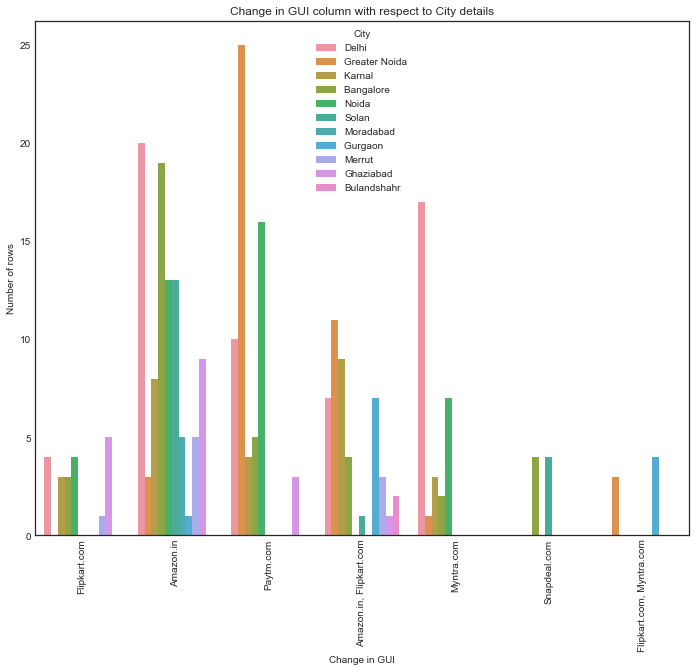 Change in GUI column with respect to City details
City
Delhi
Greater Noida
Karnal
Bangalore
Noida
Solan
Moradabad
Gurgaon
Merrut
Ghaziabad
Bulandshahr
Number of rows
25
20
15
10
5
0
Flipkart.com
Amazon.in
Paytm.com
Amazon.in, Flipkart.com
Myntra.com
Snapdeal.com
Flipkart.com, Myntra.com
Change in GUI